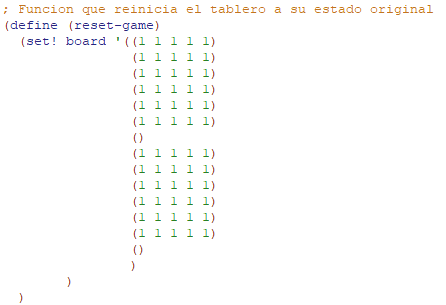 ; Funcion que reinicia el tablero a su estado original
(define (reset-game)
  (set! board '((1 1 1 1 1)
                (1 1 1 1 1)
                (1 1 1 1 1)
                (1 1 1 1 1)
                (1 1 1 1 1)
                (1 1 1 1 1)
                ()
                (1 1 1 1 1)
                (1 1 1 1 1)
                (1 1 1 1 1)
                (1 1 1 1 1)
                (1 1 1 1 1)
                (1 1 1 1 1)
                ()
                )
        )
  )